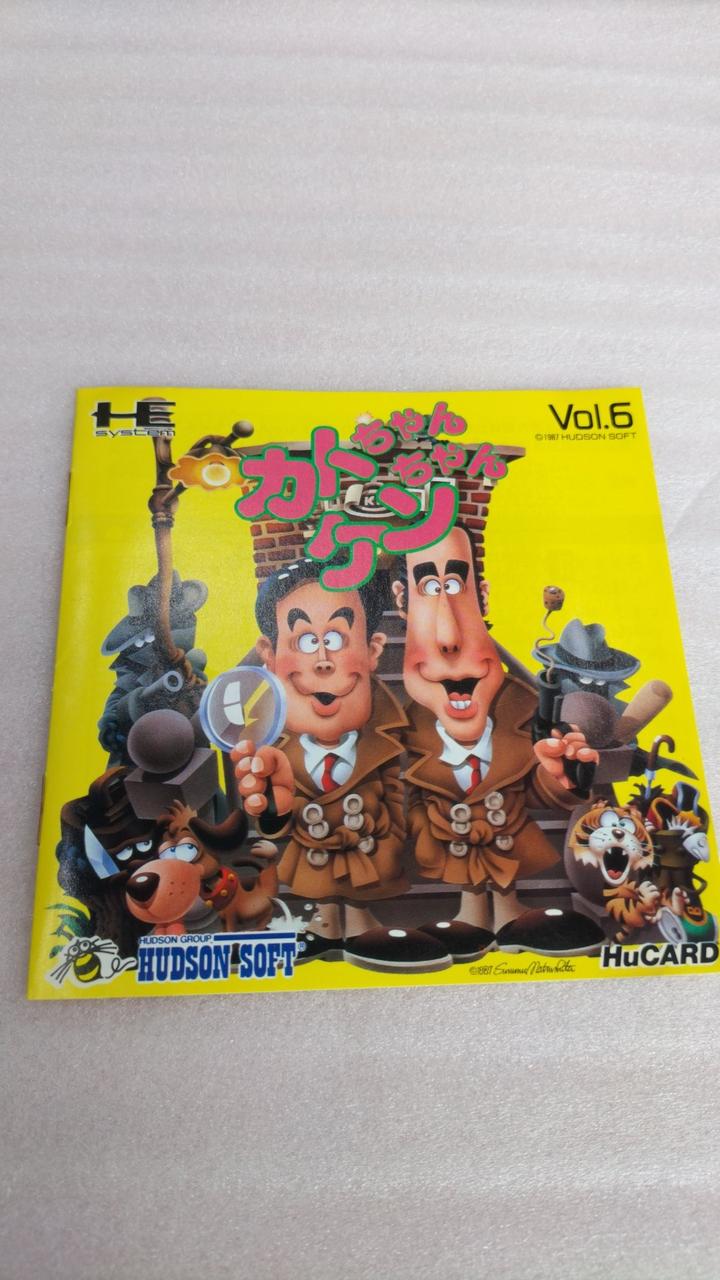 HE
system
Vol.6
©1987 HUDSON SOFT
カトちゃん
ケンちゃん
HUDSON GROUP
HUDSON SOFT®
HuCARD
©1987